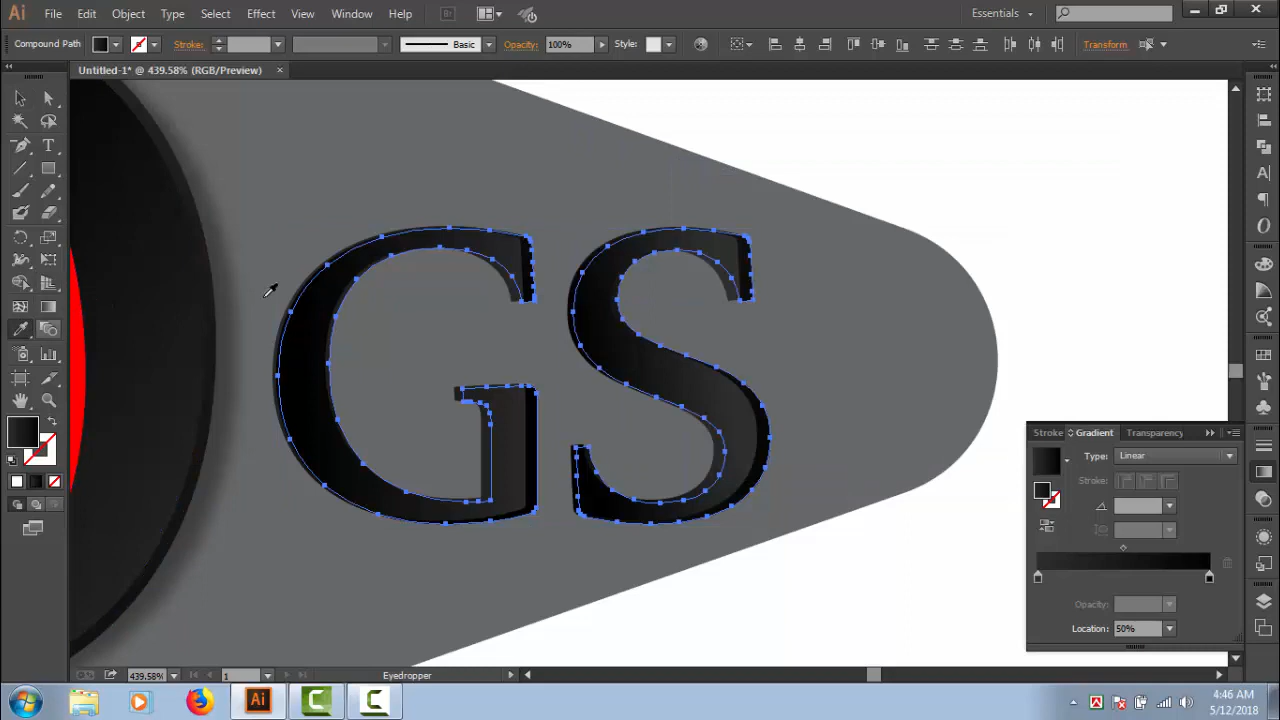 Ai File Edit Object Type Select Effect View Window Help Br Essentials
Compound Path Stroke: Basic Opacity: 100% Style: Transform
Untitled-1* @ 439.58% (RGB/Preview) ×
GS
Stroke Gradient Transparency
Type: Linear
Stroke:
Opacity:
Location: 50%
439.58% 1 Eyedropper
Ai C C 4:46 AM
5/12/2018